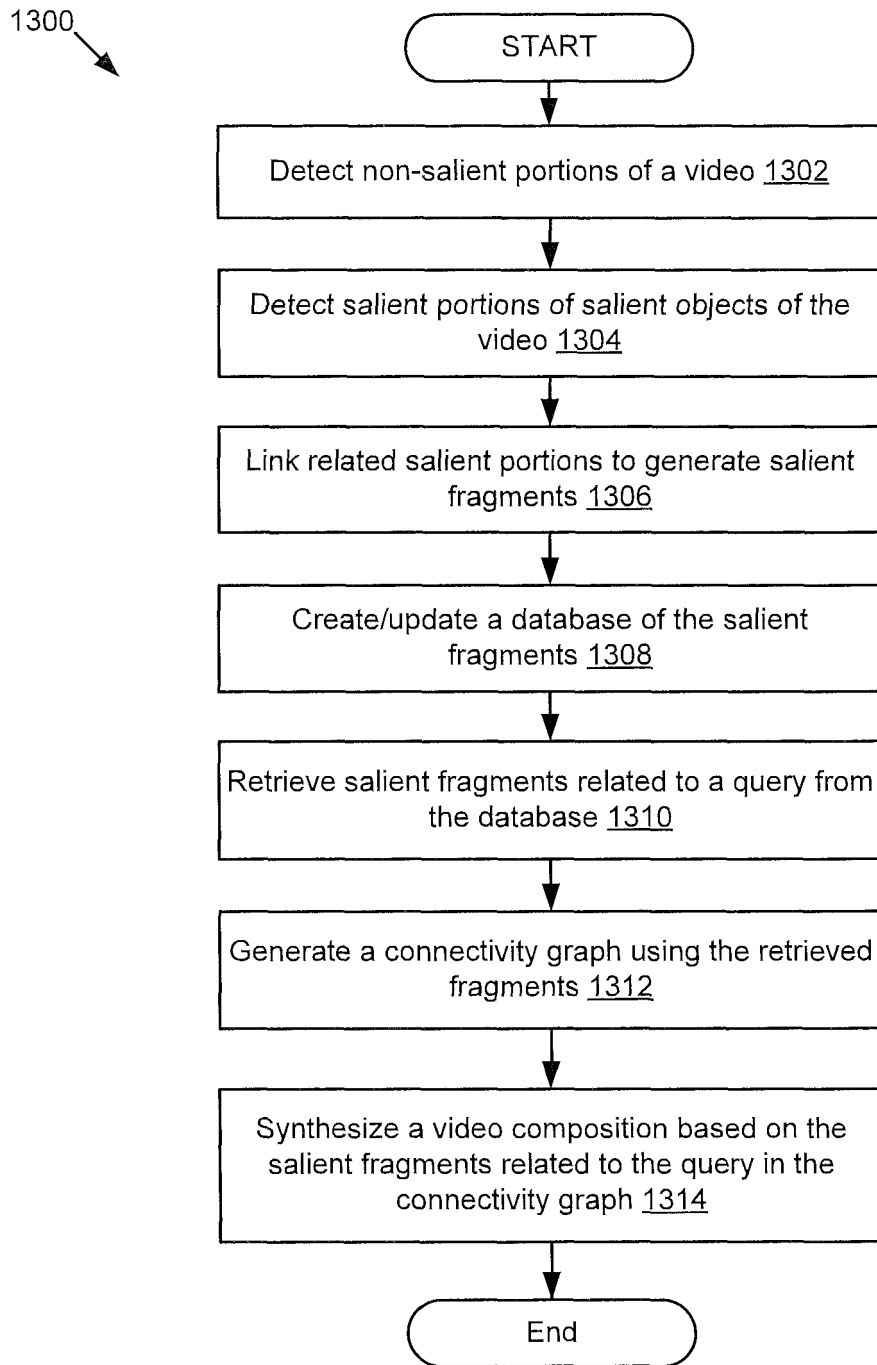 1300
START
Detect non-salient portions of a video 1302
Detect salient portions of salient objects of the
video 1304
Link related salient portions to generate salient
fragments 1306
Create/update a database of the salient
fragments 1308
Retrieve salient fragments related to a query from
the database 1310
Generate a connectivity graph using the retrieved
fragments 1312
Synthesize a video composition based on the
salient fragments related to the query in the
connectivity graph 1314
End